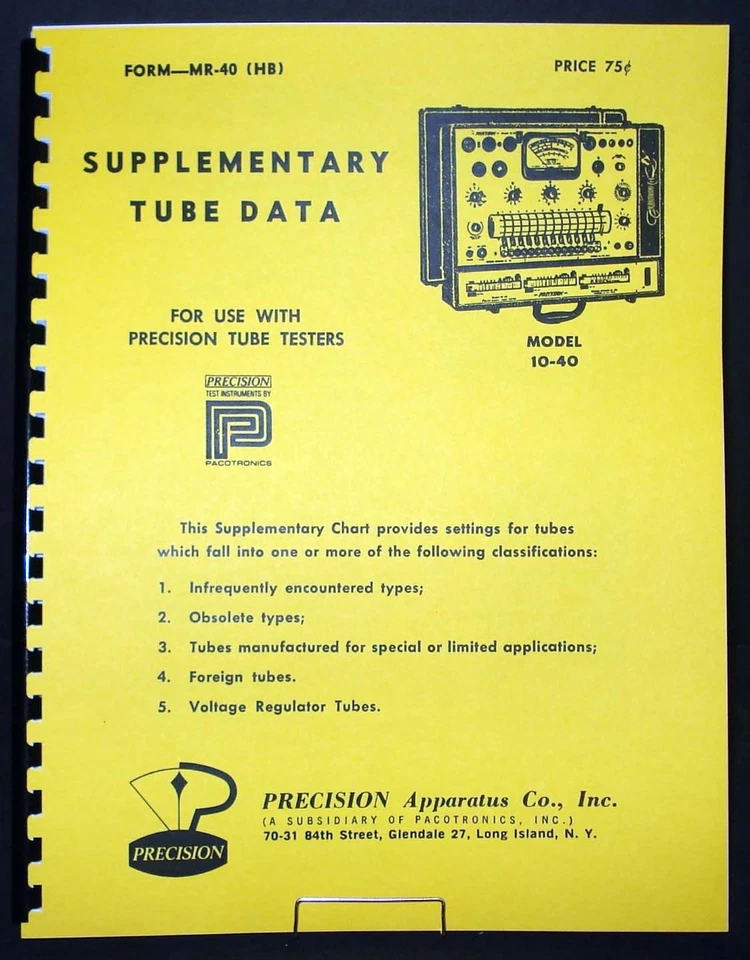 FORM—MR-40 (HB)
PRICE 75¢
SUPPLEMENTARY
TUBE DATA
FOR USE WITH
PRECISION TUBE TESTERS
MODEL
10-40
PRECISION
TEST INSTRUMENTS BY
PACOTRONICS
This Supplementary Chart provides settings for tubes
which fall into one or more of the following classifications:
1. Infrequently encountered types;
2. Obsolete types;
3. Tubes manufactured for special or limited applications;
4. Foreign tubes.
5. Voltage Regulator Tubes.
PRECISION Apparatus Co., Inc.
(A SUBSIDIARY OF PACOTRONICS, INC.)
70-31 84th Street, Glendale 27, Long Island, N. Y.
PRECISION